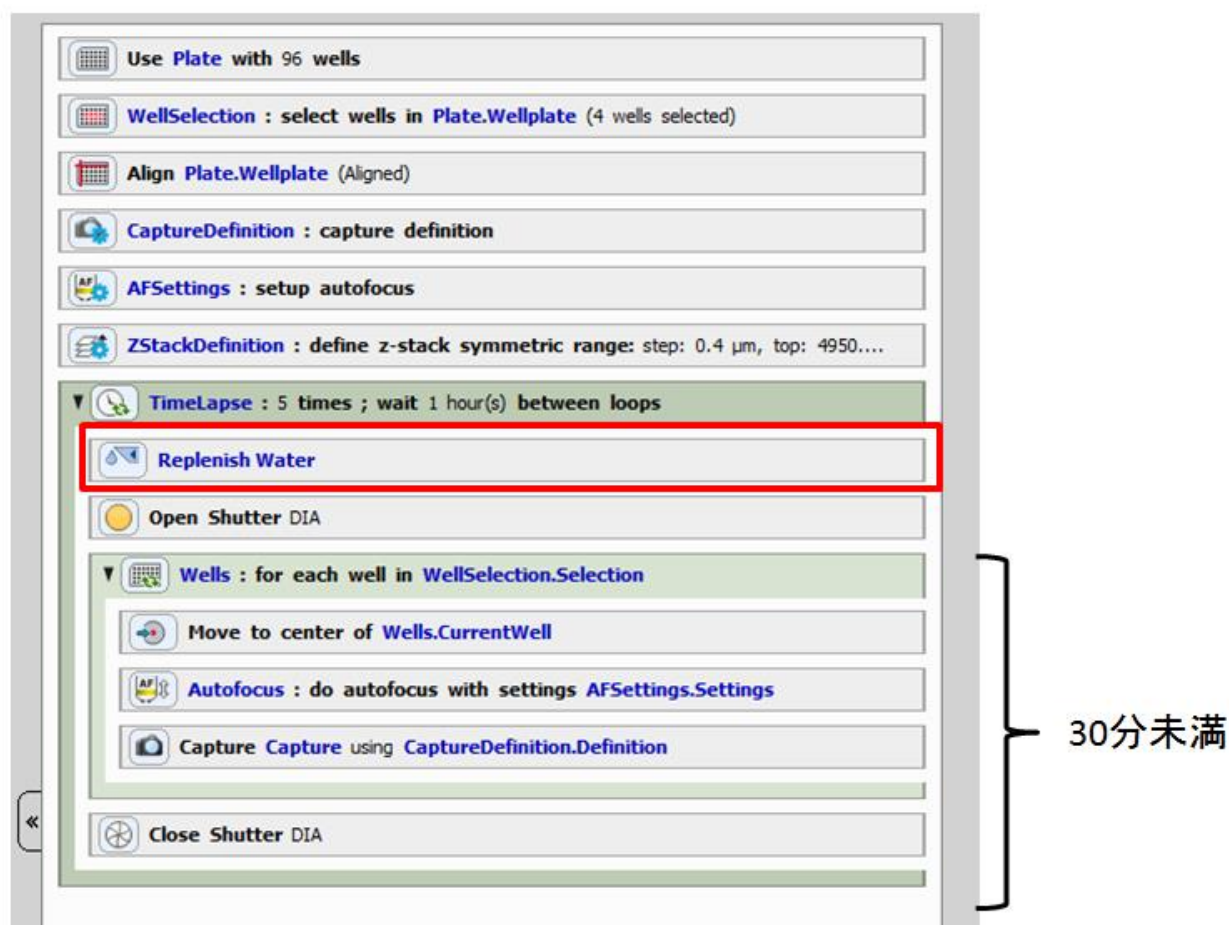 Use Plate with 96 wells
WellSelection : select wells in Plate.Wellplate (4 wells selected)
Align Plate.Wellplate (Aligned)
CaptureDefinition : capture definition
AFSettings : setup autofocus
ZStackDefinition : define z-stack symmetric range: step: 0.4 µm, top: 4950....
TimeLapse : 5 times ; wait 1 hour(s) between loops
Replenish Water
Open Shutter DIA
Wells : for each well in WellSelection.Selection
Move to center of Wells.CurrentWell
Autofocus : do autofocus with settings AFSettings.Settings
Capture Capture using CaptureDefinition.Definition
30分未満
«
Close Shutter DIA